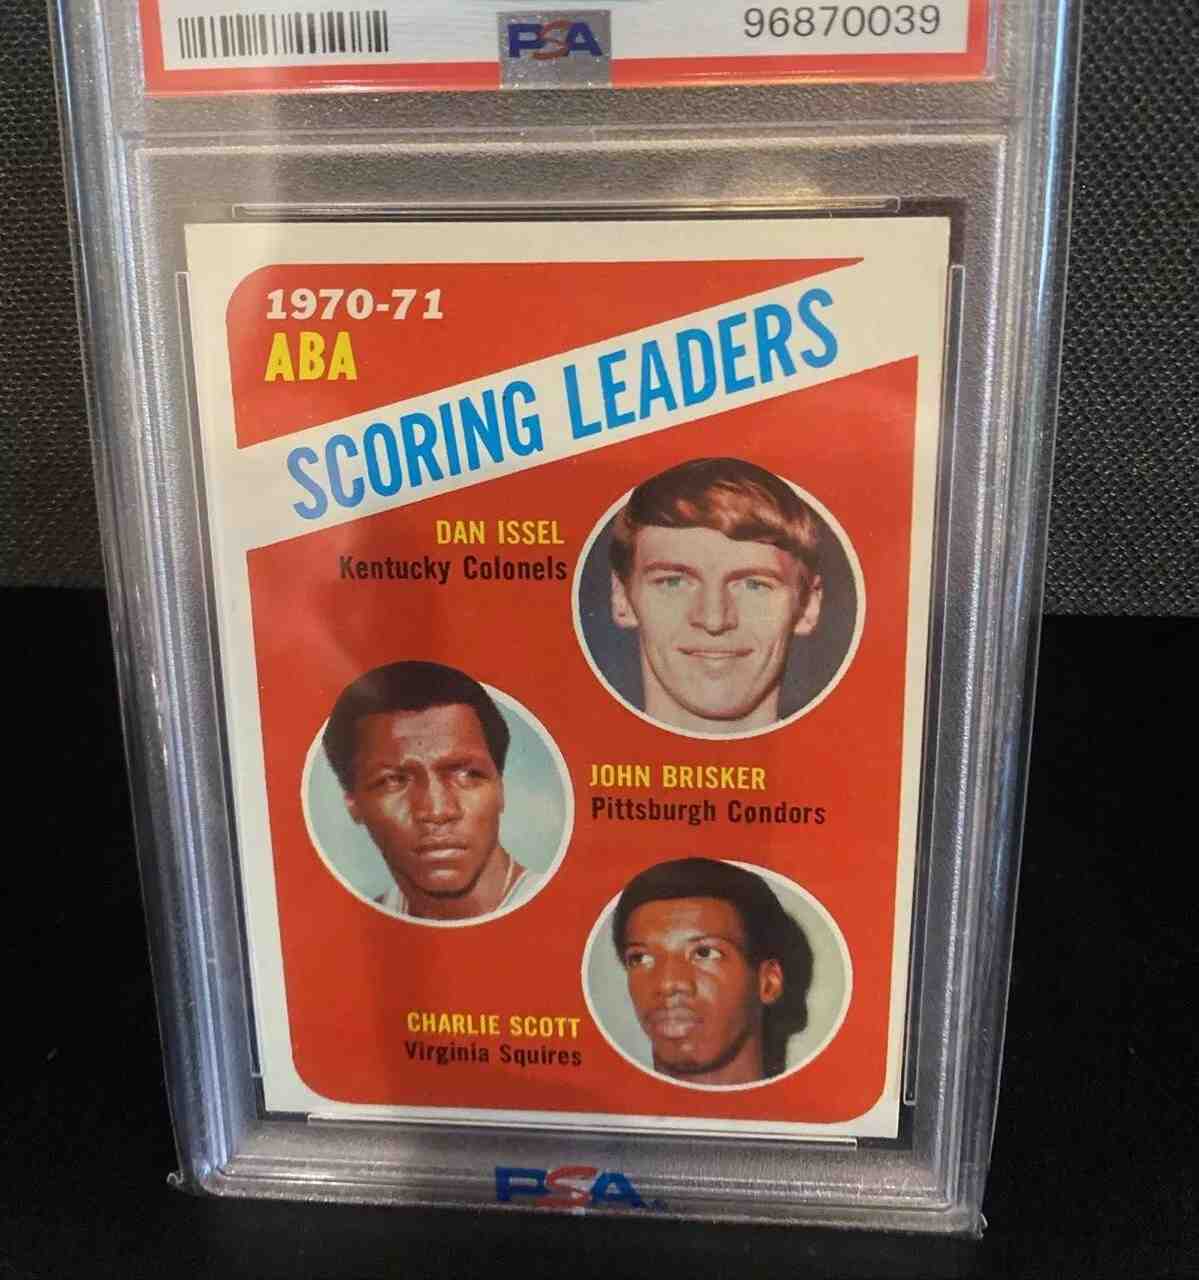 PSA
96870039
1970-71
ABA
SCORING LEADERS
DAN ISSEL
Kentucky Colonels
JOHN BRISKER
Pittsburgh Condors
CHARLIE SCOTT
Virginia Squires
PSA